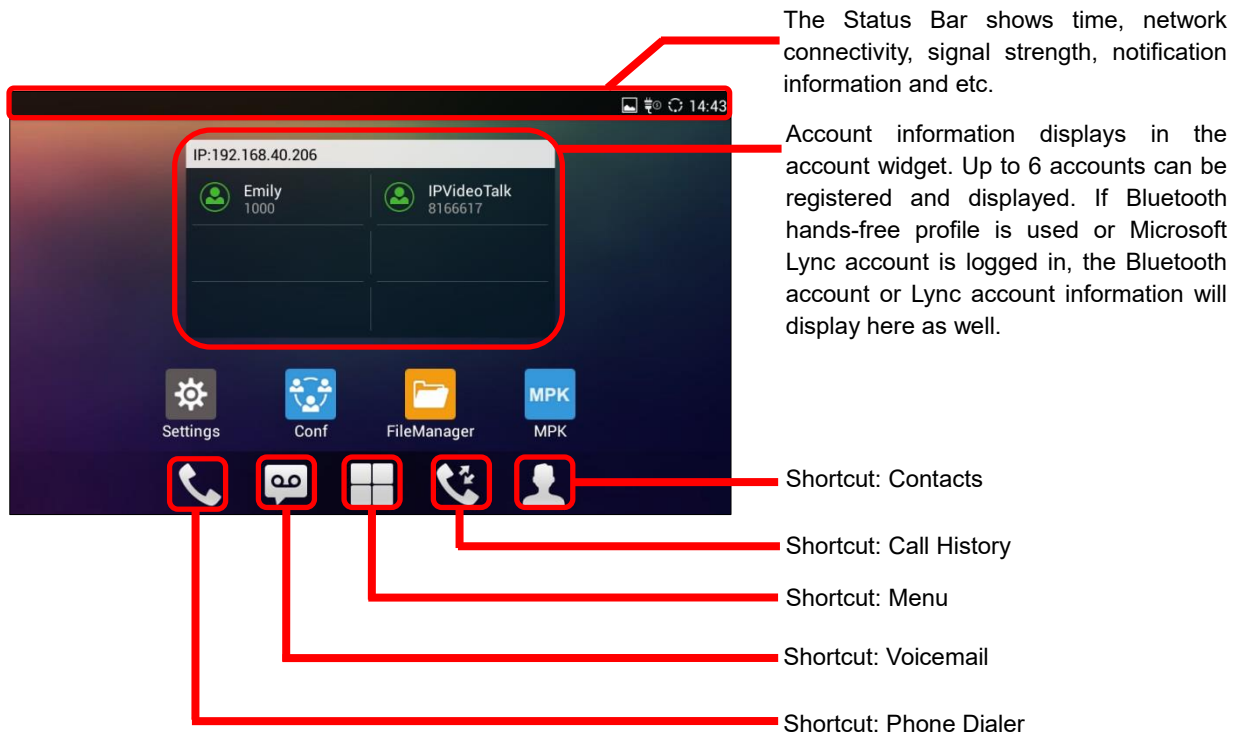 The Status Bar shows time, network
connectivity, signal strength, notification
information and etc.
14:43
Account information displays in the
account widget. Up to 6 accounts can be
registered and displayed. If Bluetooth
hands-free profile is used or Microsoft
Lync account is logged in, the Bluetooth
account or Lync account information will
display here as well.
IP:192.168.40.206
Emily
1000
IPVideoTalk
8166617
MPK
Settings
Conf
FileManager
MPK
Shortcut: Contacts
Shortcut: Call History
Shortcut: Menu
Shortcut: Voicemail
Shortcut: Phone Dialer